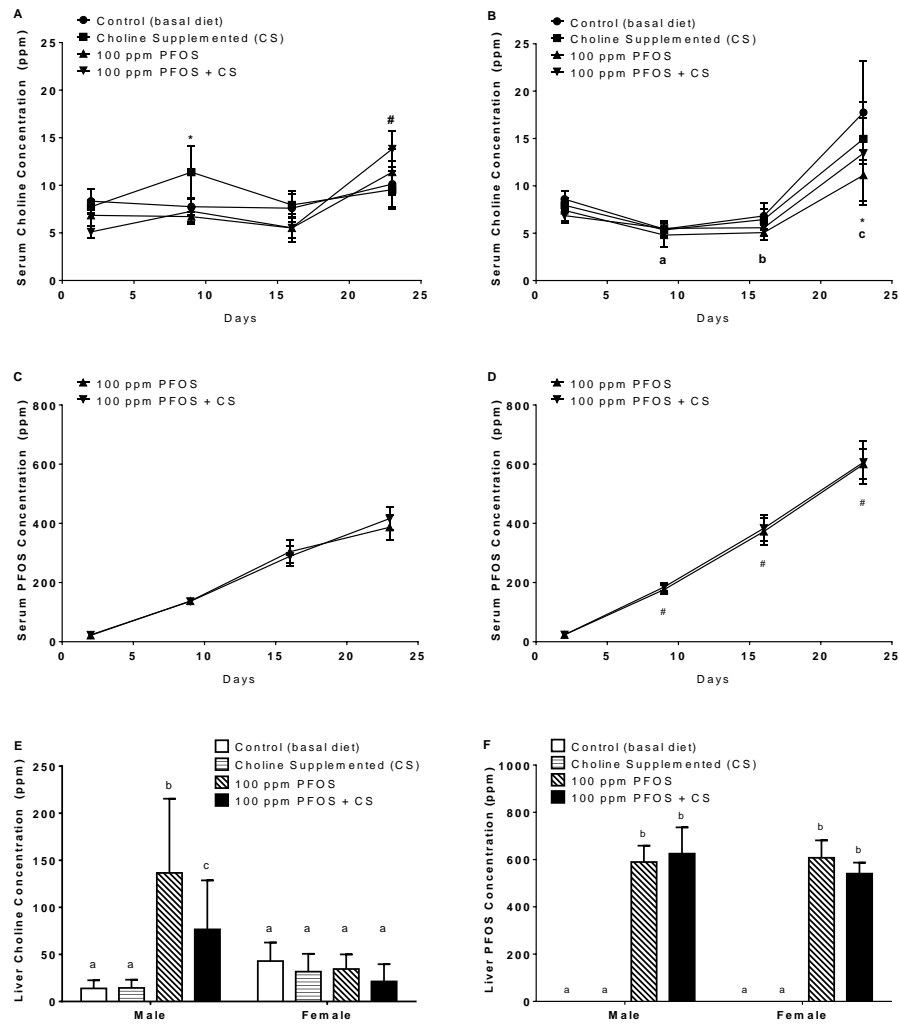 A
Control (basal diet)
Choline Supplemented (CS)
100 ppm PFOS
100 ppm PFOS + CS
Serum Choline Concentration (ppm)
25
20
15
10
5
0
*
#
0 5 10 15 20 25
Days
B
Control (basal diet)
Choline Supplemented (CS)
100 ppm PFOS
100 ppm PFOS + CS
Serum Choline Concentration (ppm)
25
20
15
10
5
0
a
b
*
c
0 5 10 15 20 25
Days
C
100 ppm PFOS
100 ppm PFOS + CS
Serum PFOS Concentration (ppm)
800
600
400
200
0
0 5 10 15 20 25
Days
D
100 ppm PFOS
100 ppm PFOS + CS
Serum PFOS Concentration (ppm)
800
600
400
200
0
#
#
#
0 5 10 15 20 25
Days
E
Control (basal diet)
Choline Supplemented (CS)
100 ppm PFOS
100 ppm PFOS + CS
Liver Choline Concentration (ppm)
250
200
150
100
50
0
a a b c a a a a
Male Female
F
Control (basal diet)
Choline Supplemented (CS)
100 ppm PFOS
100 ppm PFOS + CS
Liver PFOS Concentration (ppm)
1000
800
600
400
200
0
a a b b a a b b
Male Female